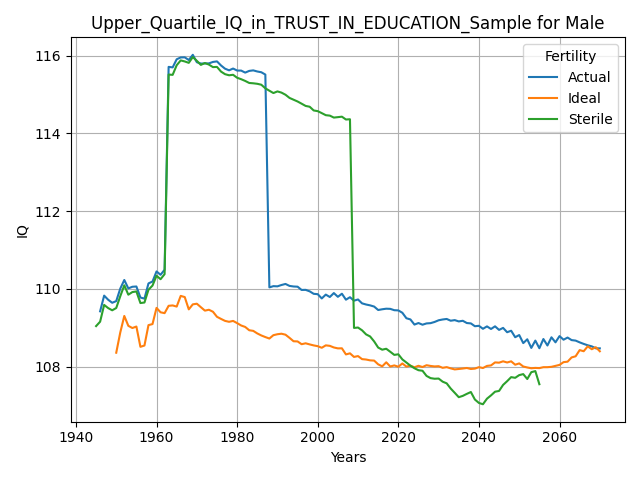 Upper_Quartile_IQ_in_TRUST_IN_EDUCATION_Sample for Male
116
114
112
110
108
IQ
Fertility
Actual
Ideal
Sterile
1940
1960
1980
2000
2020
2040
2060
Years